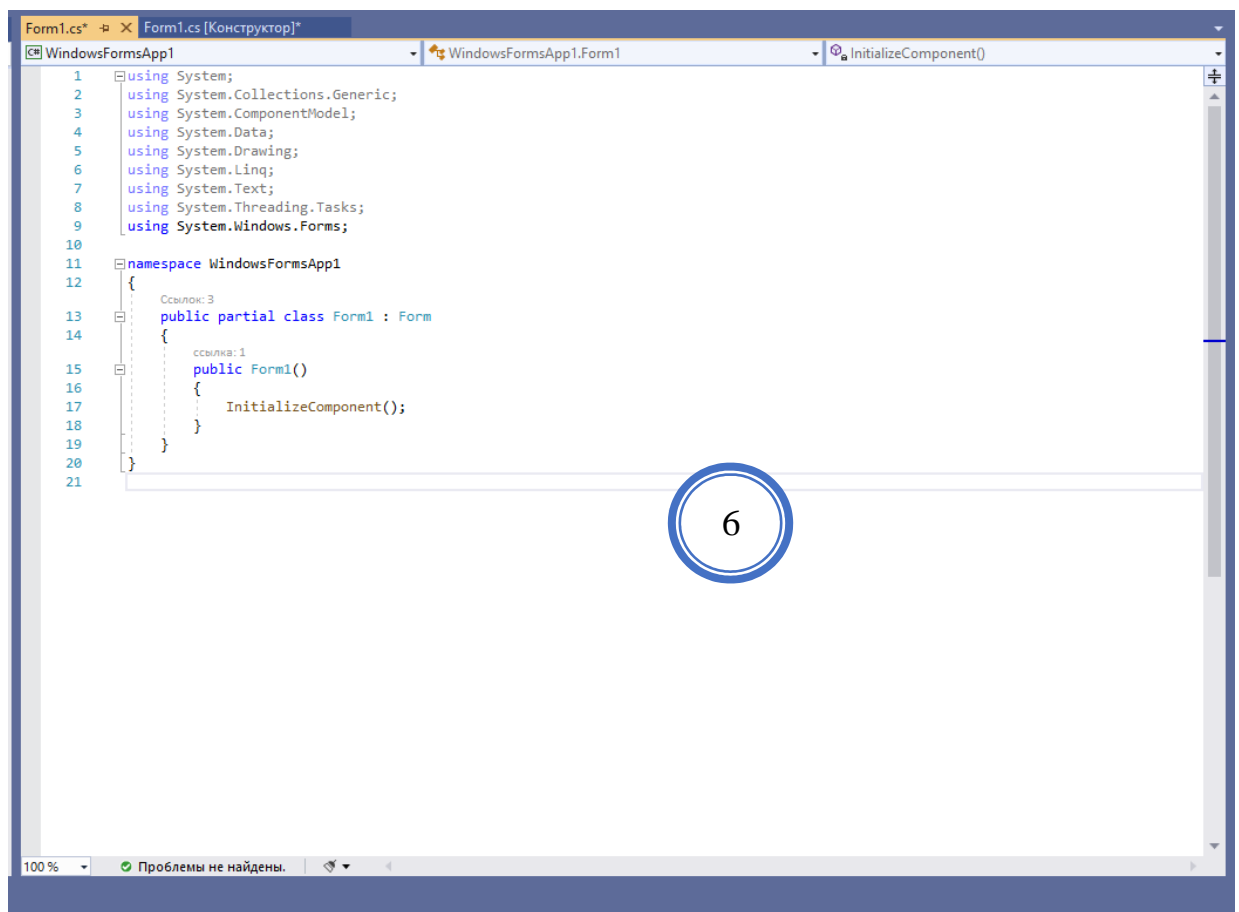 Form1.cs* Form1.cs [Конструктор]*
C# WindowsFormsApp1 WindowsFormsApp1.Form1 InitializeComponent()
1 using System;
2 using System.Collections.Generic;
3 using System.ComponentModel;
4 using System.Data;
5 using System.Drawing;
6 using System.Linq;
7 using System.Text;
8 using System.Threading.Tasks;
9 using System.Windows.Forms;
10
11 namespace WindowsFormsApp1
12 {
Ссылок: 3
13 public partial class Form1 : Form
14 {
ссылка: 1
15 public Form1()
16 {
17 InitializeComponent();
18 }
19 }
20 }
21
6
100 % Проблемы не найдены.